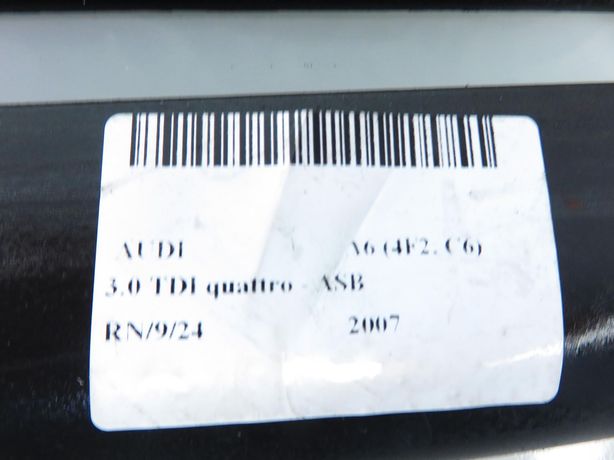 AUDI A6 (4F2, C6)
3.0 TDI quattro - ASB
RN/9/24 2007